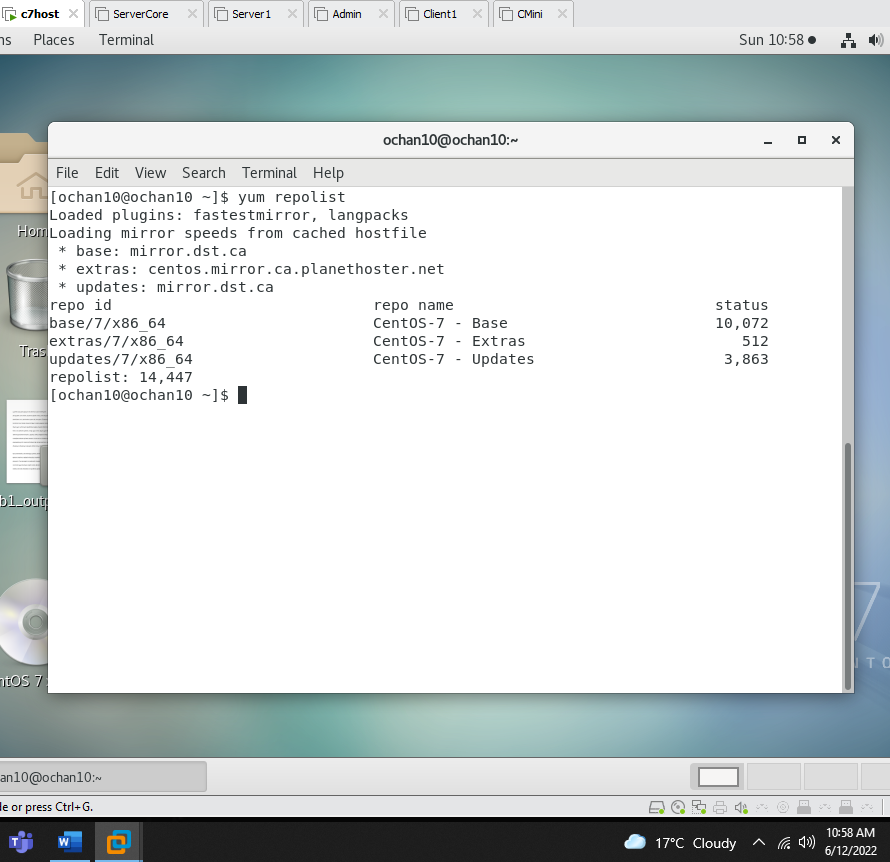 c7host ServerCore Server1 Admin Client1 CMini
ns Places Terminal Sun 10:58
ochan10@ochan10:~
File Edit View Search Terminal Help
[ochan10@ochan10 ~]$ yum repolist
Loaded plugins: fastestmirror, langpacks
Loading mirror speeds from cached hostfile
 * base: mirror.dst.ca
 * extras: centos.mirror.ca.planethoster.net
 * updates: mirror.dst.ca
repo id repo name status
base/7/x86_64 CentOS-7 - Base 10,072
extras/7/x86_64 CentOS-7 - Extras 512
updates/7/x86_64 CentOS-7 - Updates 3,863
repolist: 14,447
[ochan10@ochan10 ~]$
Hom
Tras
b1_outp
ntOS 7
7
NTO
an10@ochan10:~
le or press Ctrl+G.
17°C Cloudy
10:58 AM
6/12/2022